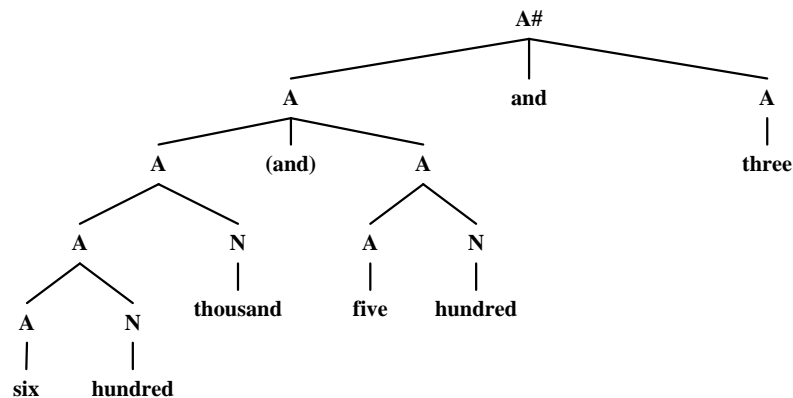 A#
A and A
A (and) A three
A N A N
A N thousand five hundred
six hundred